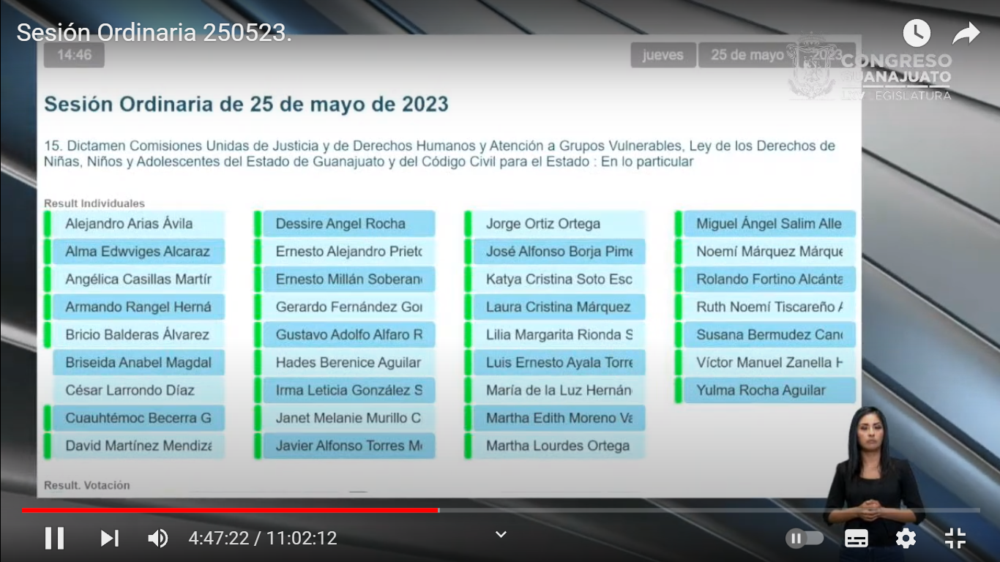 Sesión Ordinaria 250523.
14:46
jueves
25 de mayo
2023
CONGRESO
GUANAJUATO
LXV LEGISLATURA
Sesión Ordinaria de 25 de mayo de 2023
15. Dictamen Comisiones Unidas de Justicia y de Derechos Humanos y Atención a Grupos Vulnerables, Ley de los Derechos de
Niñas, Niños y Adolescentes del Estado de Guanajuato y del Código Civil para el Estado : En lo particular
Result Individuales
Alejandro Arias Ávila
Alma Edwviges Alcaraz
Angélica Casillas Martír
Armando Rangel Herná
Bricio Balderas Álvarez
Briseida Anabel Magdal
César Larrondo Díaz
Cuauhtémoc Becerra G
David Martínez Mendiza
Dessire Angel Rocha
Ernesto Alejandro Prieto
Ernesto Millán Soberan
Gerardo Fernández Gor
Gustavo Adolfo Alfaro R
Hades Berenice Aguilar
Irma Leticia González S
Janet Melanie Murillo C
Javier Alfonso Torres Me
Jorge Ortiz Ortega
José Alfonso Borja Pime
Katya Cristina Soto Esc
Laura Cristina Márquez
Lilia Margarita Rionda S
Luis Ernesto Ayala Torre
María de la Luz Hernán
Martha Edith Moreno Va
Martha Lourdes Ortega
Miguel Ángel Salim Alle
Noemí Márquez Márque
Rolando Fortino Alcánta
Ruth Noemí Tiscareño A
Susana Bermudez Cano
Víctor Manuel Zanella H
Yulma Rocha Aguilar
Result. Votación
4:47:22 / 11:02:12